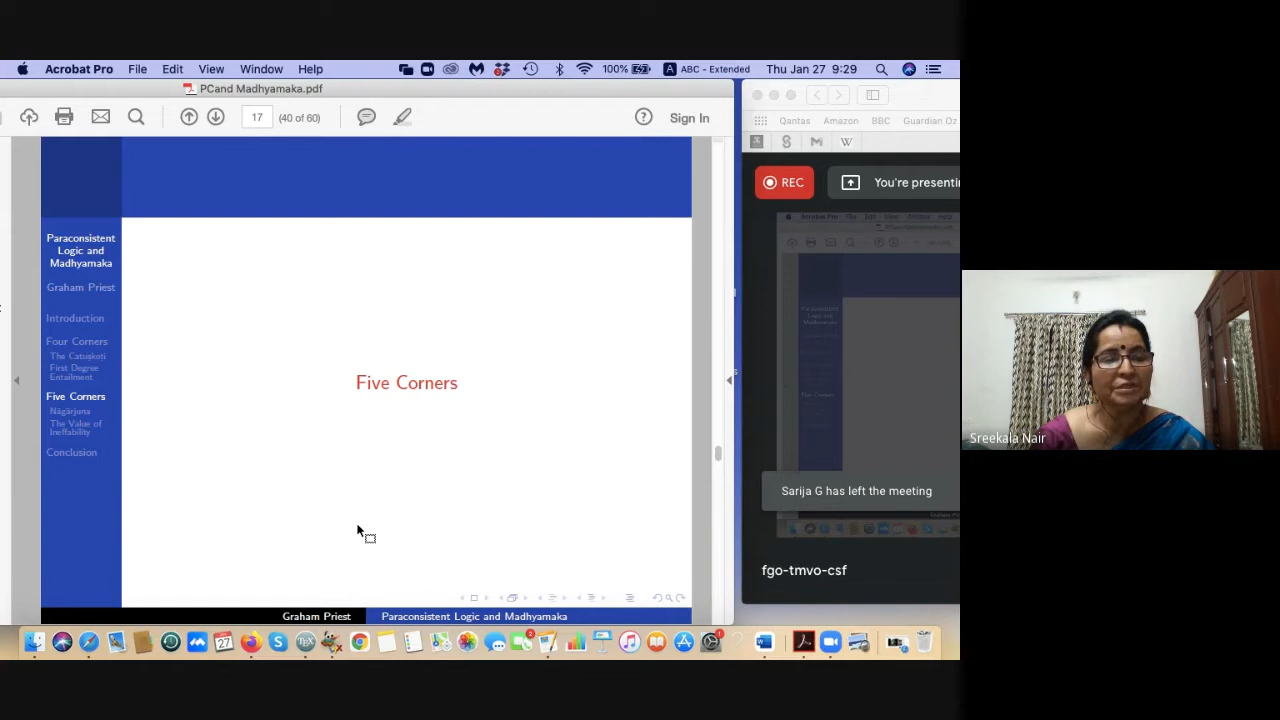 Acrobat Pro File Edit View Window Help 100% ABC - Extended Thu Jan 27 9:29
PCand Madhyamaka.pdf
17 (40 of 60) Sign In
Qantas Amazon BBC Guardian Oz
REC You're presenti
Paraconsistent
Logic and
Madhyamaka
Graham Priest
Introduction
Four Corners
The Catuṣkoṭi
First Degree
Entailment
Five Corners
Nāgārjuna
The Value of
Ineffability
Conclusion
Five Corners
Sarija G has left the meeting
fgo-tmvo-csf
Graham Priest Paraconsistent Logic and Madhyamaka
Sreekala Nair